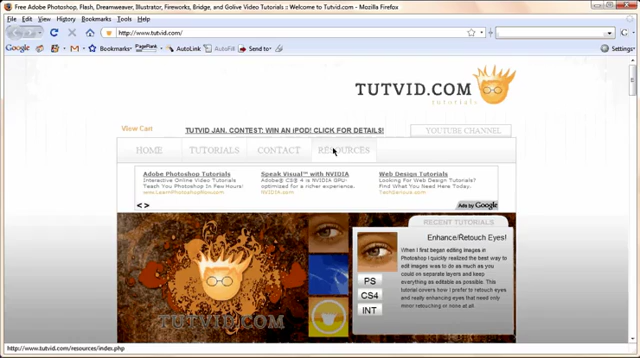 Free Adobe Photoshop, Flash, Dreamweaver, Illustrator, Fireworks, Bridge, and Golive Video Tutorials :: Welcome to Tutvid.com! - Mozilla Firefox
File Edit View History Bookmarks Tools Help
http://www.tutvid.com/
Google Bookmarks PageRank AutoLink AutoFill Send to Settings
TUTVID.COM
tutorials
View Cart
TUTVID JAN. CONTEST: WIN AN IPOD! CLICK FOR DETAILS!
YOUTUBE CHANNEL
HOME TUTORIALS CONTACT RESOURCES
Adobe Photoshop Tutorials
Interactive Online Video Tutorials
Teach You Photoshop In Few Hours!
www.LearnPhotoshopNow.com
Speak Visual™ with NVIDIA
Adobe® CS® 4 is NVIDIA GPU-
optimized for a richer experience.
NVIDIA.com
Web Design Tutorials
Looking For Web Design Tutorials?
Find What You Need Here Today.
TechSerious.com
< >
Ads by Google
RECENT TUTORIALS
Enhance/Retouch Eyes!
When I first began editing images in
Photoshop I quickly realized the best way to
edit images was to do as much as you
could on separate layers and keep
everything as editable as possible. This
tutorial covers how I prefer to retouch eyes
and really enhancing eyes that need only
minor retouching or none at all.
PS
CS4
INT
TUTVID.COM
http://www.tutvid.com/resources/index.php